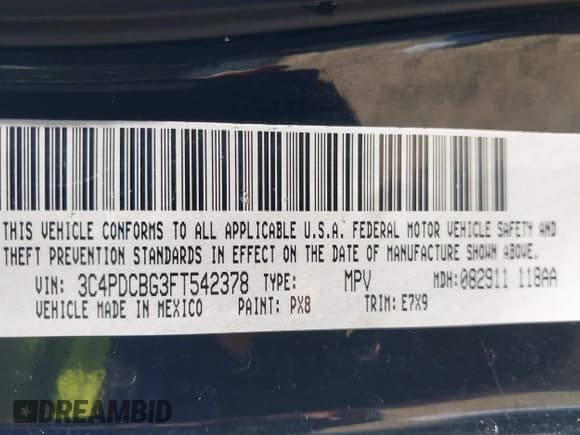 THIS VEHICLE CONFORMS TO ALL APPLICABLE U.S.A. FEDERAL MOTOR VEHICLE SAFETY AND
THEFT PREVENTION STANDARDS IN EFFECT ON THE DATE OF MANUFACTURE SHOWN ABOVE.
VIN: 3C4PDCBG3FT542378 TYPE: MPV MDH:082911 118AA
VEHICLE MADE IN MEXICO PAINT: PX8 TRIM: E7X9
DREAMBID